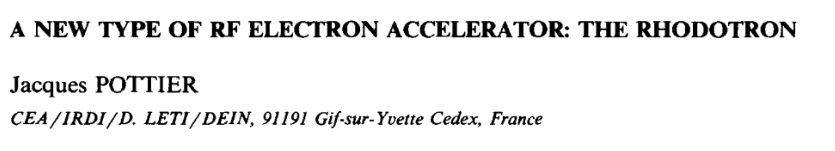 A NEW TYPE OF RF ELECTRON ACCELERATOR: THE RHODOTRON
Jacques POTTIER
CEA/IRDI/D. LETI/DEIN, 91191 Gif-sur-Yvette Cedex, France